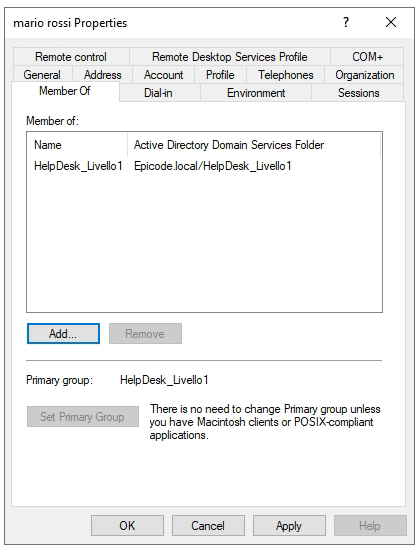 mario rossi Properties ? ×
Remote control Remote Desktop Services Profile COM+
General Address Account Profile Telephones Organization
Member Of Dial-in Environment Sessions
Member of:
Name Active Directory Domain Services Folder
HelpDesk_Livello1 Epicode.local/HelpDesk_Livello1
Add... Remove
Primary group: HelpDesk_Livello1
Set Primary Group
There is no need to change Primary group unless
you have Macintosh clients or POSIX-compliant
applications.
OK Cancel Apply Help